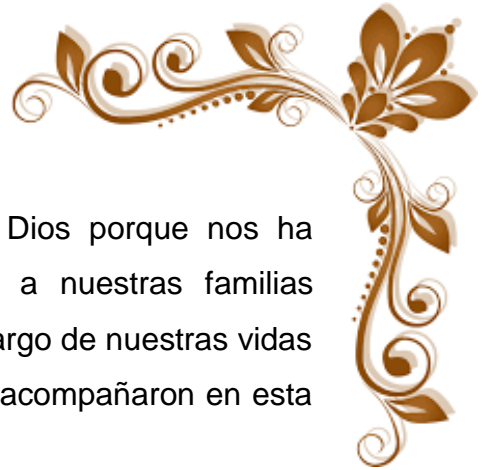 Dios porque nos ha
a nuestras familias
argo de nuestras vidas
acompañaron en esta